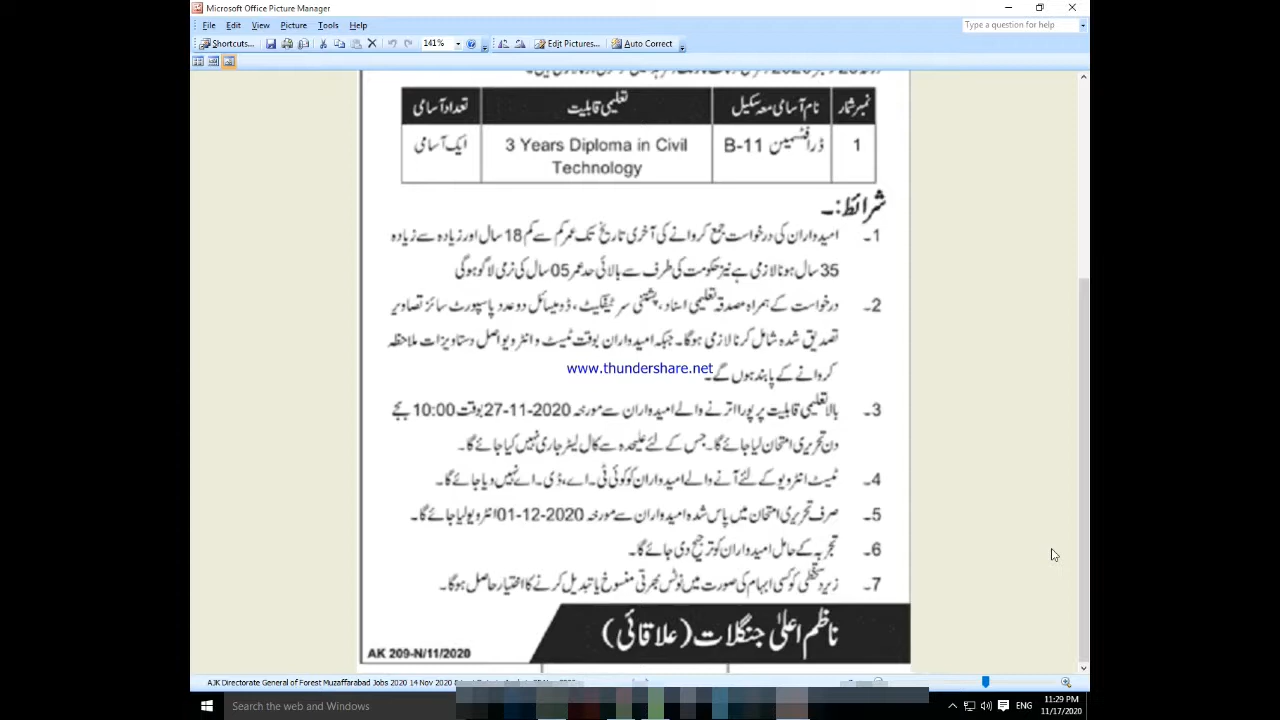 Microsoft Office Picture Manager
File Edit View Picture Tools Help
Type a question for help
Shortcuts... 141% Edit Pictures... Auto Correct
نمبر شمار نام آسامی معہ سکیل تعلیمی قابلیت تعداد آسامی
1 ڈرافٹسمین B-11 3 Years Diploma in Civil ایک آسامی
Technology
شرائط:۔
1۔ امیدواران کی درخواست جمع کروانے کی آخری تاریخ تک عمر کم سے کم 18 سال اور زیادہ سے زیادہ
35 سال ہونا لازمی ہے نیز حکومت کی طرف سے بالائی حد عمر 05 سال کی نرمی لاگو ہوگی
2۔ درخواست کے ہمراہ مصدقہ تعلیمی اسناد، پشتنی سرٹیفکیٹ، ڈومیسائل دو عدد پاسپورٹ سائز تصاویر
تصدیق شدہ شامل کرنا لازمی ہوگا۔ جبکہ امیدواران بوقت ٹیسٹ و انٹرویو اصل دستاویزات ملاحظہ
کروانے کے پابند ہوں گے۔
www.thundershare.net
3۔ بالا تعلیمی قابلیت پر پورا اترنے والے امیدواران سے مورخہ 27-11-2020 بوقت 10:00 بجے
دن تحریری امتحان لیا جائے گا۔ جس کے لئے علیحدہ سے کال لیٹر جاری نہیں کیا جائے گا۔
4۔ ٹیسٹ انٹرویو کے لئے آنے والے امیدواران کو کوئی ٹی۔اے، ڈی۔اے نہیں دیا جائے گا۔
5۔ صرف تحریری امتحان میں پاس شدہ امیدواران سے مورخہ 01-12-2020 انٹرویو لیا جائے گا۔
6۔ تجربہ کے حامل امیدواران کو ترجیح دی جائے گا۔
7۔ زیر دستخطی کو کسی ابہام کی صورت میں نوٹس بھرتی منسوخ یا تبدیل کرنے کا اختیار حاصل ہوگا۔
ناظم اعلیٰ جنگلات (علاقائی)
AK 209-N/11/2020
AJK Directorate General of Forest Muzaffarabad Jobs 2020 14 Nov 2020
Search the web and Windows
ENG
11:29 PM
11/17/2020